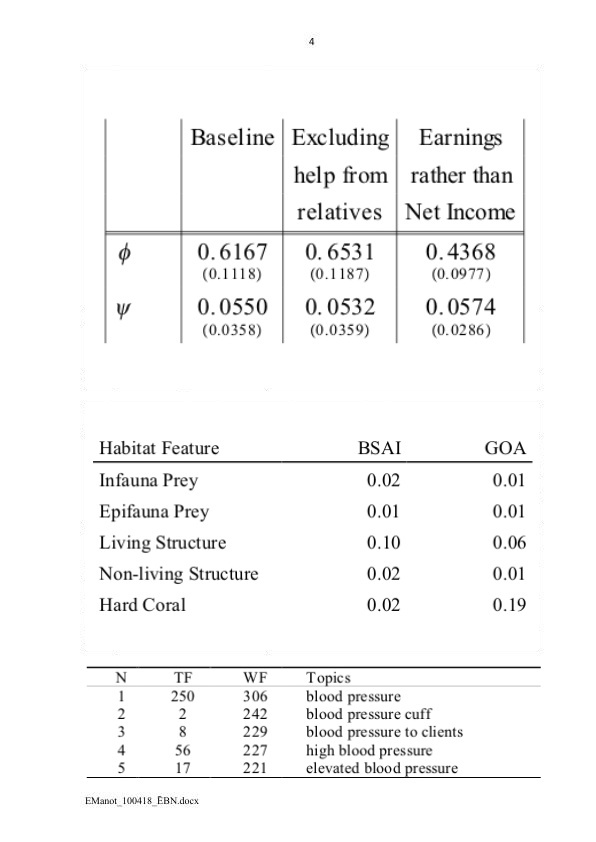 4
Baseline Excluding Earnings
help from rather than
relatives Net Income
ϕ 0.6167 0.6531 0.4368
(0.1118) (0.1187) (0.0977)
ψ 0.0550 0.0532 0.0574
(0.0358) (0.0359) (0.0286)
Habitat Feature BSAI GOA
Infauna Prey 0.02 0.01
Epifauna Prey 0.01 0.01
Living Structure 0.10 0.06
Non-living Structure 0.02 0.01
Hard Coral 0.02 0.19
N TF WF Topics
1 250 306 blood pressure
2 2 242 blood pressure cuff
3 8 229 blood pressure to clients
4 56 227 high blood pressure
5 17 221 elevated blood pressure
EManot_100418_ÈBN.docx